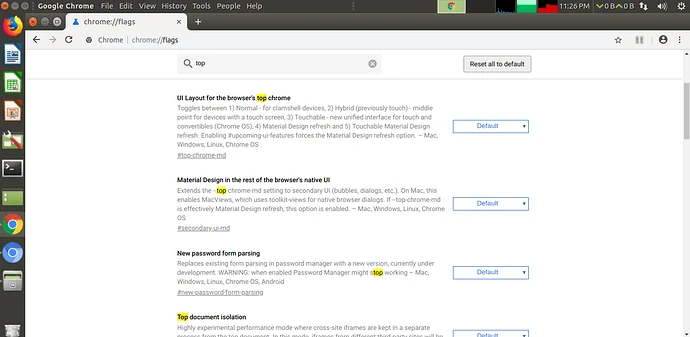 Google Chrome File Edit View History Tools People Help
11:26 PM 0 B 0 B
chrome://flags
Chrome | chrome://flags
top
Reset all to default
UI Layout for the browser's top chrome
Toggles between 1) Normal - for clamshell devices, 2) Hybrid (previously touch) - middle
point for devices with a touch screen, 3) Touchable - new unified interface for touch and
convertibles (Chrome OS), 4) Material Design refresh and 5) Touchable Material Design
refresh. Enabling #upcoming-ui-features forces the Material Design refresh option. – Mac,
Windows, Linux, Chrome OS
#top-chrome-md
Default
Material Design in the rest of the browser's native UI
Extends the --top-chrome-md setting to secondary UI (bubbles, dialogs, etc.). On Mac, this
enables MacViews, which uses toolkit-views for native browser dialogs. If --top-chrome-md
is effectively Material Design refresh, this option is enabled. – Mac, Windows, Linux, Chrome
OS
#secondary-ui-md
Default
New password form parsing
Replaces existing form parsing in password manager with a new version, currently under
development. WARNING: when enabled Password Manager might stop working – Mac,
Windows, Linux, Chrome OS, Android
#new-password-form-parsing
Default
Top document isolation
Highly experimental performance mode where cross-site iframes are kept in a separate